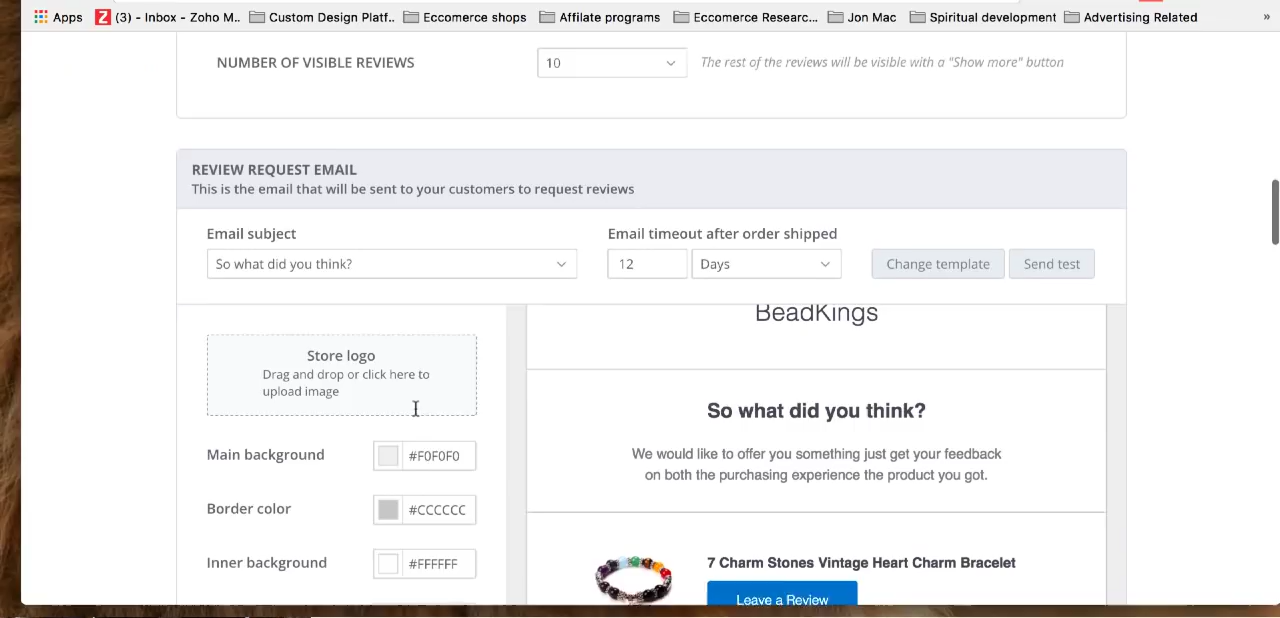 Apps
Z (3) - Inbox - Zoho M..
Custom Design Platf..
Eccomerce shops
Affilate programs
Eccomerce Researc...
Jon Mac
Spiritual development
Advertising Related
»
NUMBER OF VISIBLE REVIEWS
10
The rest of the reviews will be visible with a "Show more" button
REVIEW REQUEST EMAIL
This is the email that will be sent to your customers to request reviews
Email subject
Email timeout after order shipped
So what did you think?
12
Days
Change template
Send test
Store logo
Drag and drop or click here to
upload image
Main background
#F0F0F0
Border color
#CCCCCC
Inner background
#FFFFFF
BeadKings
So what did you think?
We would like to offer you something just get your feedback
on both the purchasing experience the product you got.
7 Charm Stones Vintage Heart Charm Bracelet
Leave a Review